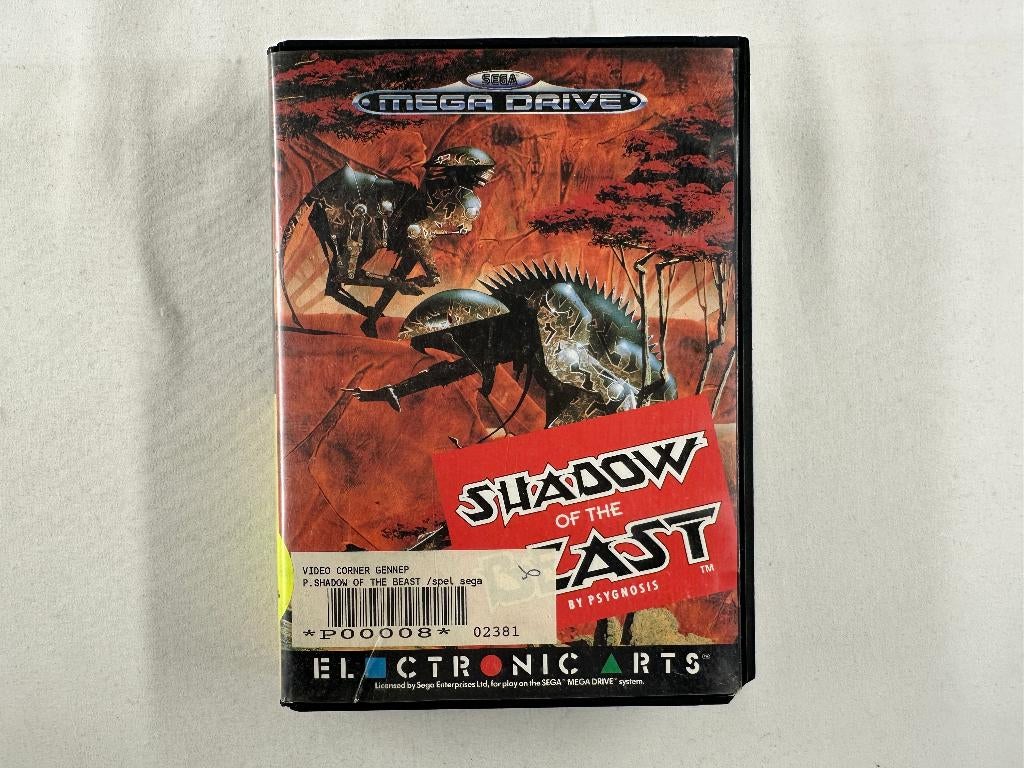 SEGA
MEGA DRIVE
SHADOW
OF THE
BEAST
TM
BY PSYGNOSIS
VIDEO CORNER GENNEP
P.SHADOW OF THE BEAST /spel sega
*P00008* 02381
ELECTRONIC ARTS
Licensed by Sega Enterprises Ltd, for play on the SEGA™ MEGA DRIVE™ system.